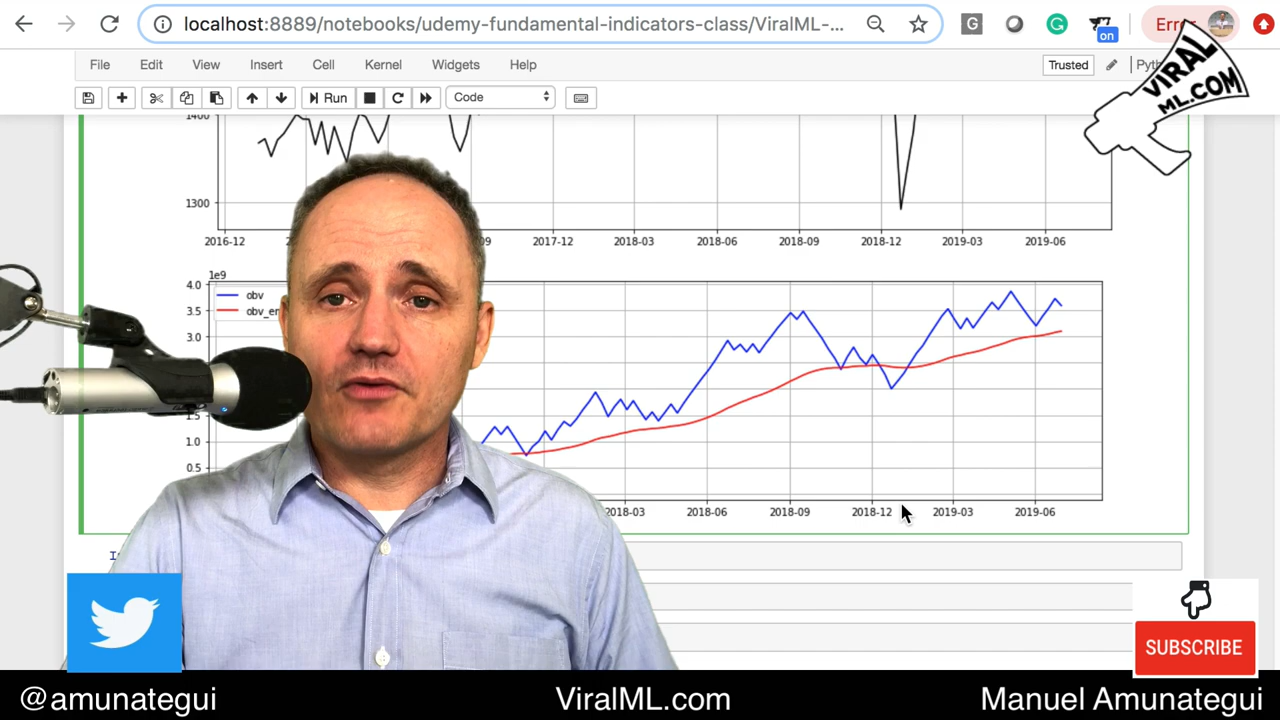 localhost:8889/notebooks/udemy-fundamental-indicators-class/ViralML-...
G
on
Error
File Edit View Insert Cell Kernel Widgets Help
Trusted
VIRAL
ML.COM
Run
Code
1400
1300
2016-12 09 2017-12 2018-03 2018-06 2018-09 2018-12 2019-03 2019-06
1e9
4.0
obv
3.5
3.0
1.0
0.5
2018-03 2018-06 2018-09 2018-12 2019-03 2019-06
SUBSCRIBE
@amunategui ViralML.com Manuel Amunategui